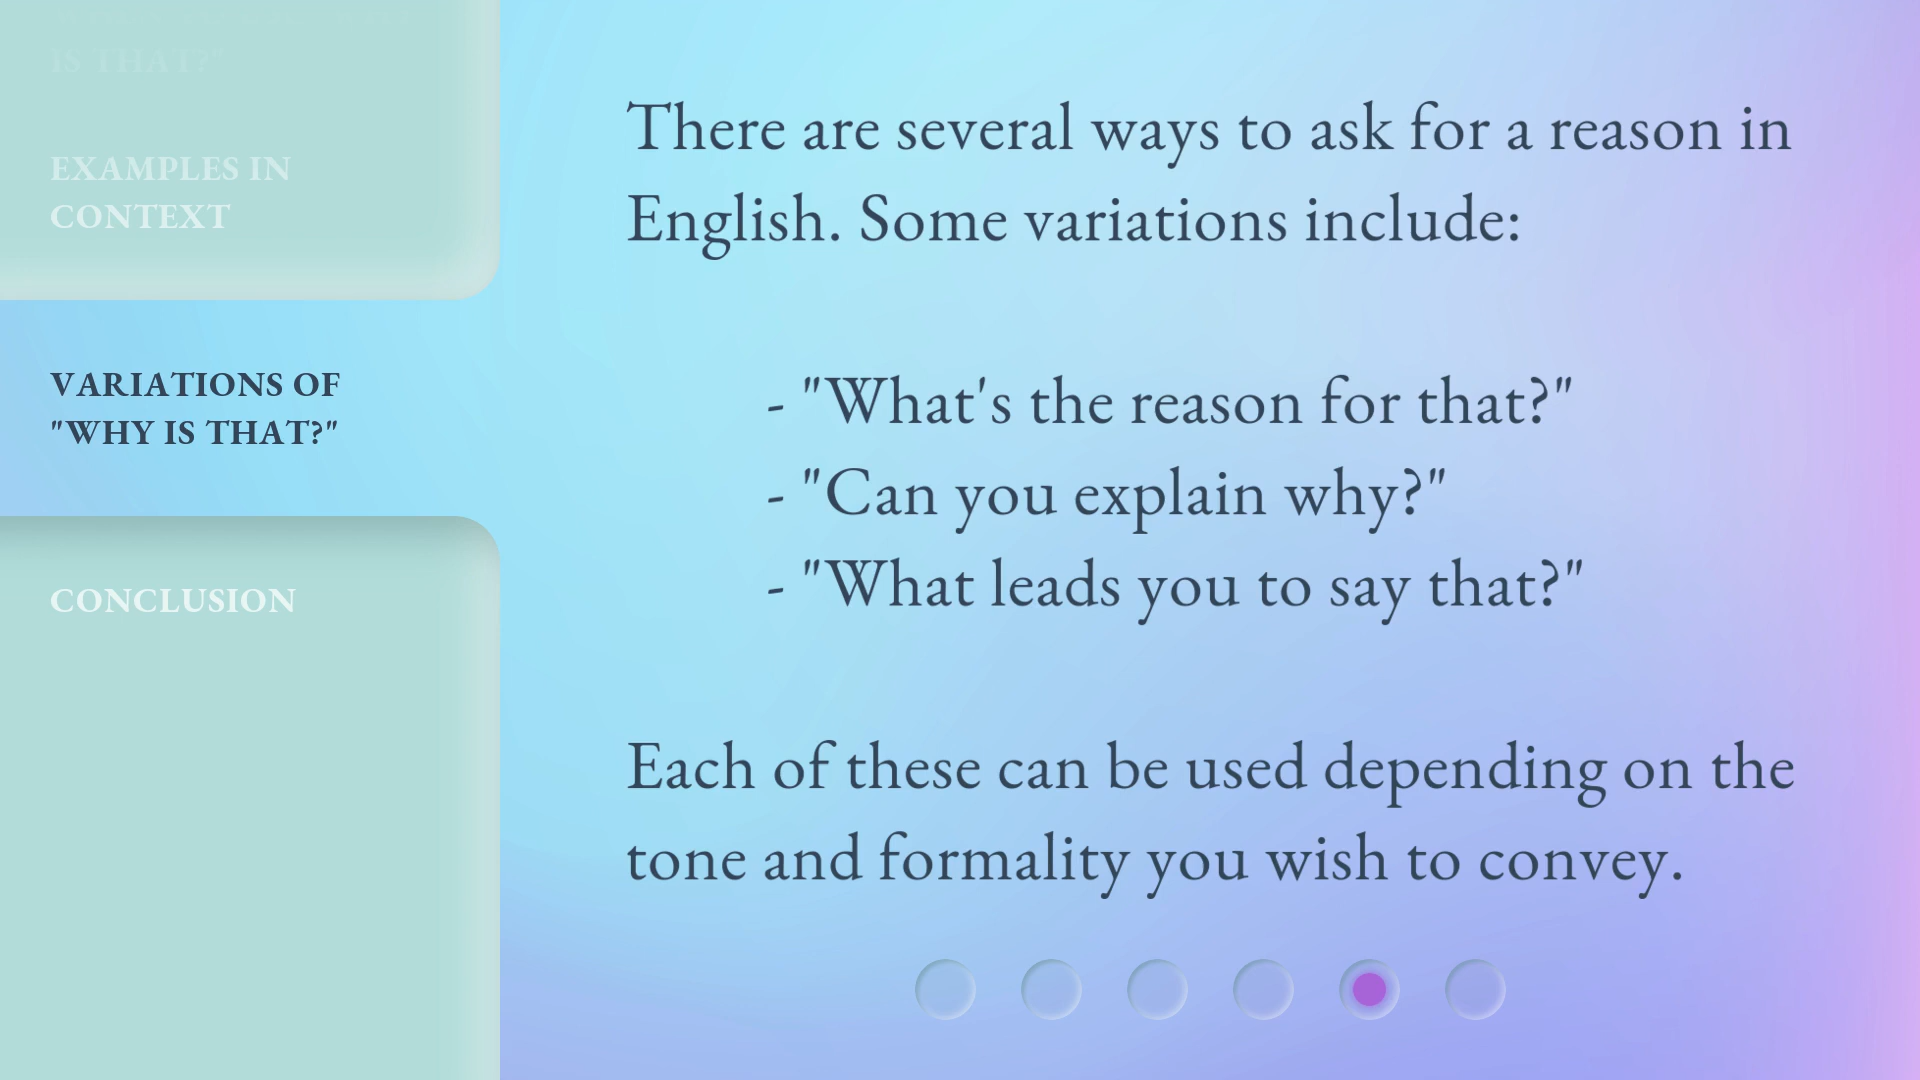 IS THAT?"
EXAMPLES IN
CONTEXT
VARIATIONS OF
"WHY IS THAT?"
CONCLUSION
There are several ways to ask for a reason in
English. Some variations include:
- "What's the reason for that?"
- "Can you explain why?"
- "What leads you to say that?"
Each of these can be used depending on the
tone and formality you wish to convey.